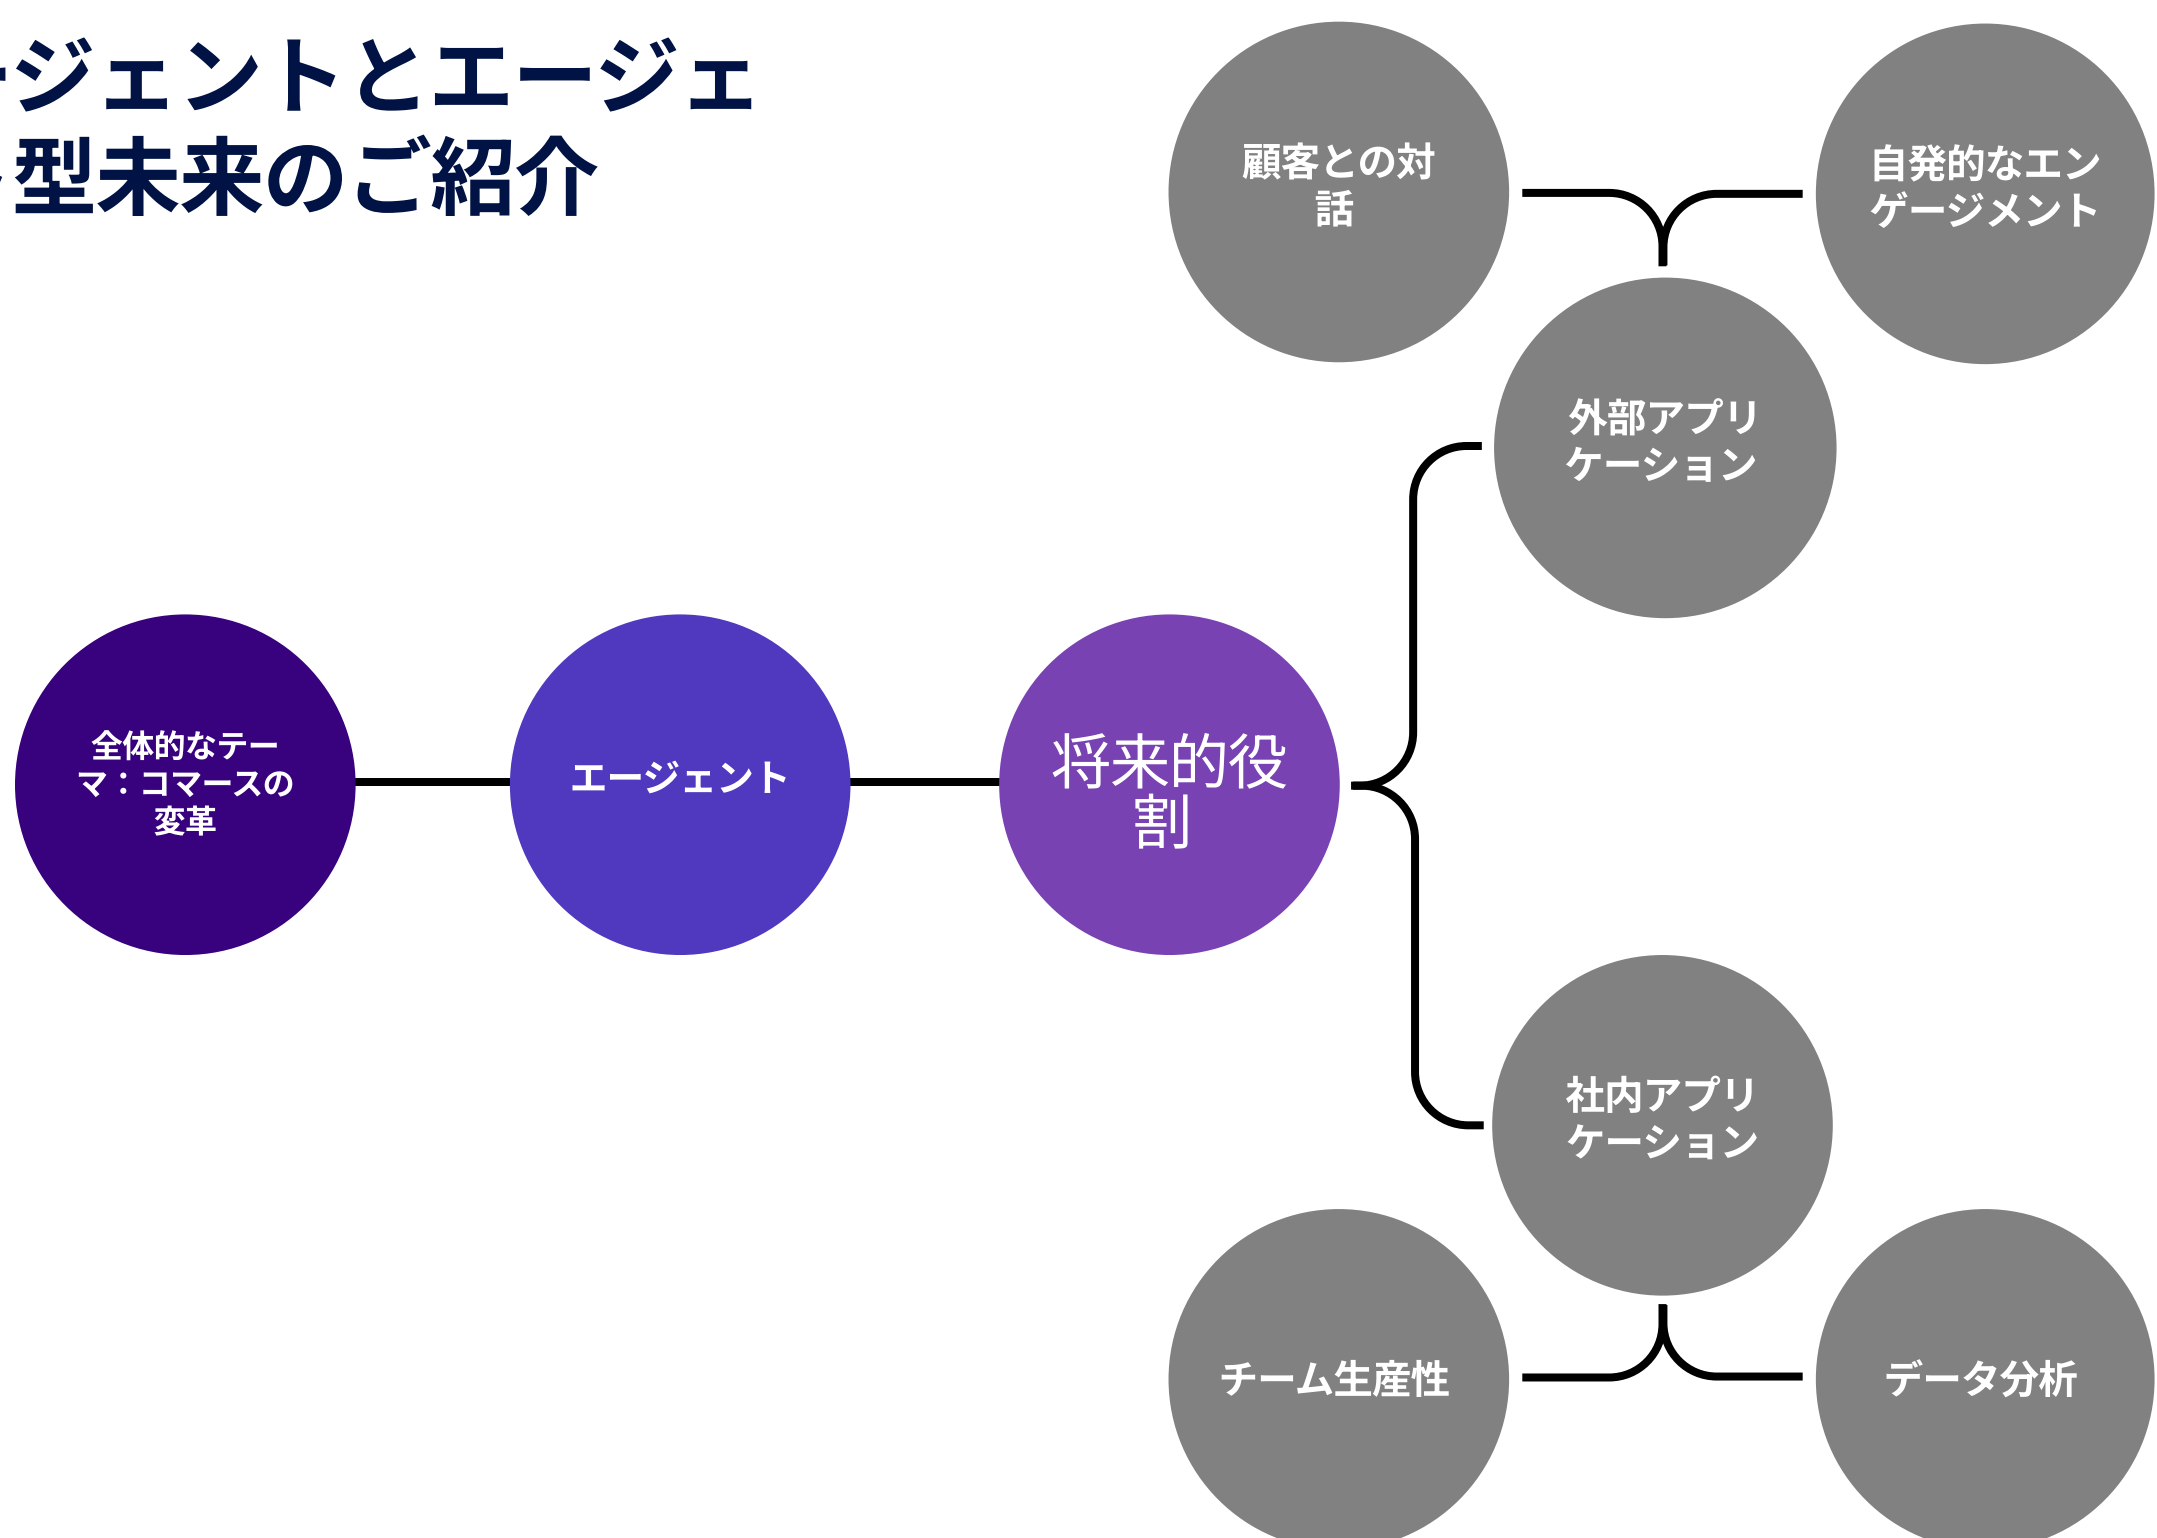 ージェントとエージェ
型未来のご紹介
顧客との対
話
自発的なエン
ゲージメント
外部アプリ
ケーション
全体的なテー
マ：コマースの
変革
エージェント
将来的役
割
社内アプリ
ケーション
チーム生産性
データ分析